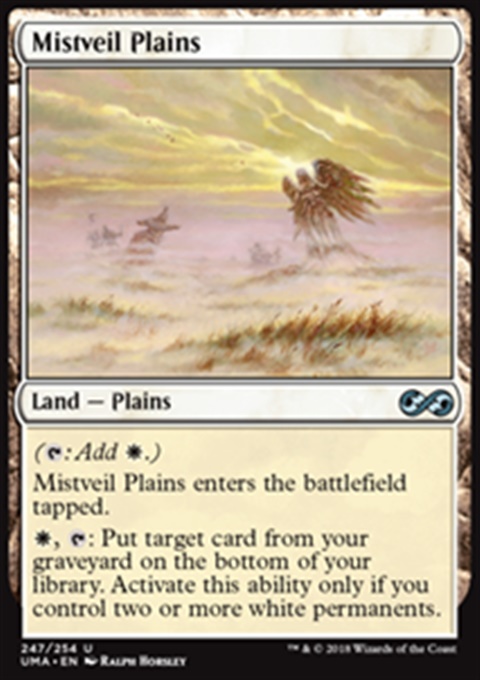 Mistveil Plains
Land — Plains
(: Add .)
Mistveil Plains enters the battlefield
tapped.
, : Put target card from your
graveyard on the bottom of your
library. Activate this ability only if you
control two or more white permanents.
247/254 U
UMA • EN Ralph Horsley
™ & © 2018 Wizards of the Coast